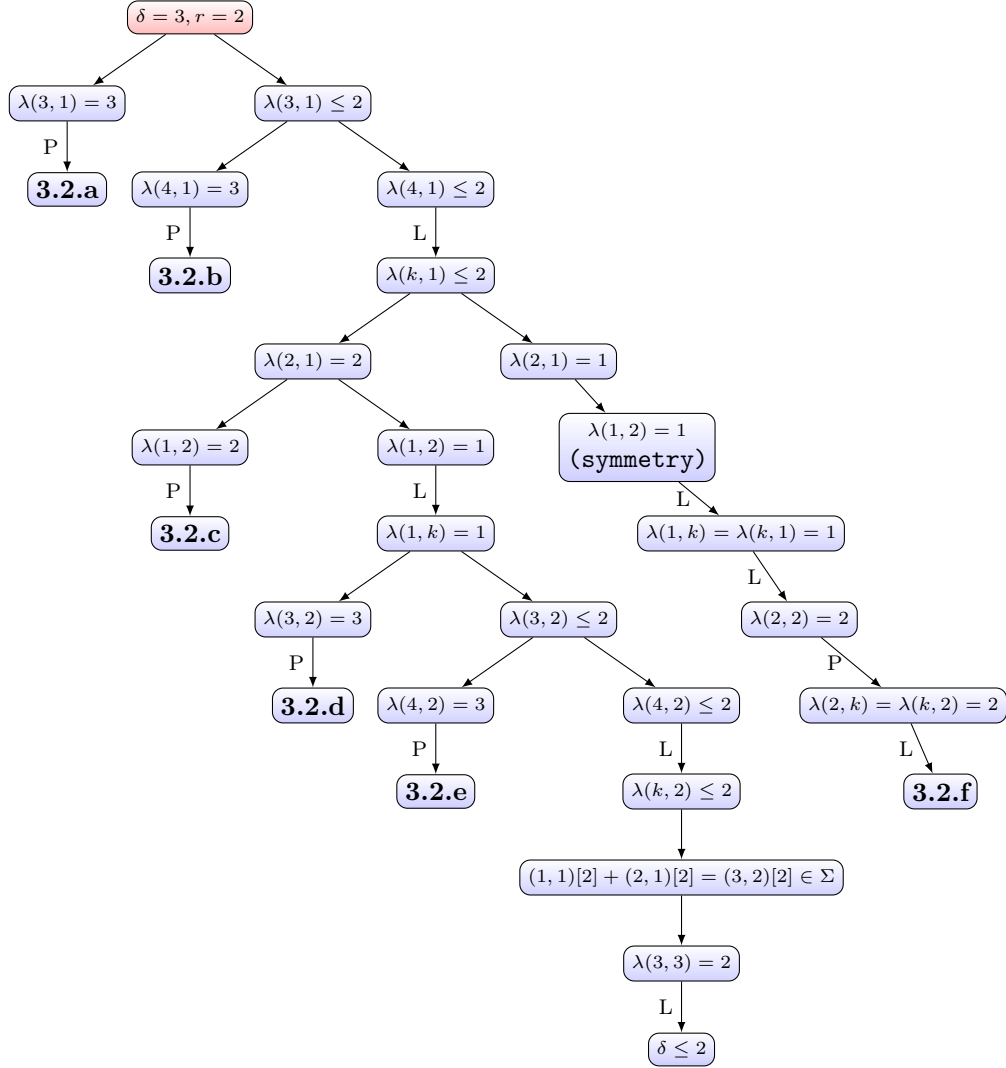 δ = 3, r = 2
λ(3, 1) = 3
λ(3, 1) ≤ 2
P
3.2.a
λ(4, 1) = 3
λ(4, 1) ≤ 2
P
L
3.2.b
λ(k, 1) ≤ 2
λ(2, 1) = 2
λ(2, 1) = 1
λ(1, 2) = 2
λ(1, 2) = 1
λ(1, 2) = 1
(symmetry)
P
L
L
3.2.c
λ(1, k) = 1
λ(1, k) = λ(k, 1) = 1
L
λ(3, 2) = 3
λ(3, 2) ≤ 2
λ(2, 2) = 2
P
P
3.2.d
λ(4, 2) = 3
λ(4, 2) ≤ 2
λ(2, k) = λ(k, 2) = 2
P
L
L
3.2.e
λ(k, 2) ≤ 2
3.2.f
(1, 1)[2] + (2, 1)[2] = (3, 2)[2] ∈ Σ
λ(3, 3) = 2
L
δ ≤ 2